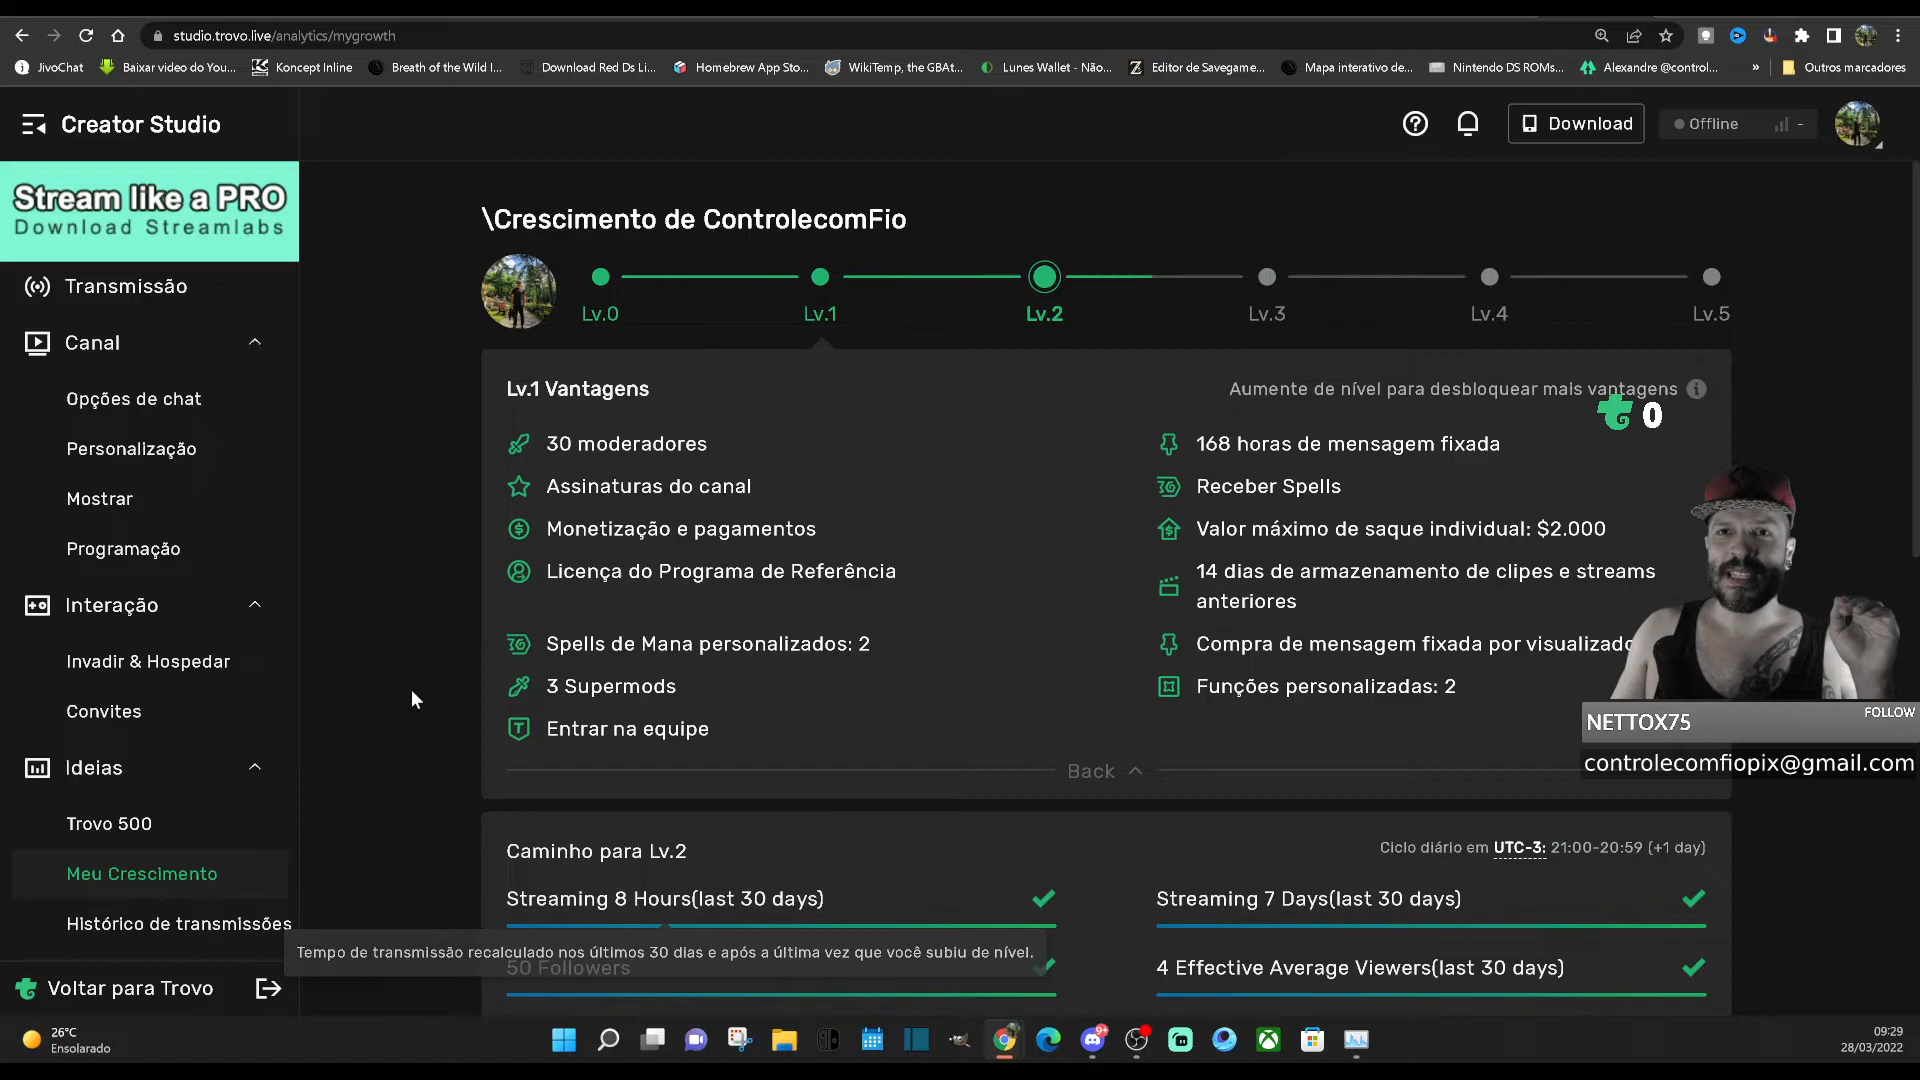 studio.trovo.live/analytics/mygrowth
JivoChat
Baixar video do You...
Koncept Inline
Breath of the Wild I...
Download Red Ds Li...
Homebrew App Sto...
WikiTemp, the GBAt...
Lunes Wallet - Não...
Editor de Savegame...
Mapa interativo de...
Nintendo DS ROMs...
Alexandre @control...
»
Outros marcadores
Creator Studio
Download
Offline
-
Stream like a PRO
Download Streamlabs
Transmissão
Canal
Opções de chat
Personalização
Mostrar
Programação
Interação
Invadir & Hospedar
Convites
Ideias
Trovo 500
Meu Crescimento
Histórico de transmissões
Voltar para Trovo
\Crescimento de ControlecomFio
Lv.0
Lv.1
Lv.2
Lv.3
Lv.4
Lv.5
Lv.1 Vantagens
Aumente de nível para desbloquear mais vantagens
0
30 moderadores
168 horas de mensagem fixada
Assinaturas do canal
Receber Spells
Monetização e pagamentos
Valor máximo de saque individual: $2.000
Licença do Programa de Referência
14 dias de armazenamento de clipes e streams
anteriores
Spells de Mana personalizados: 2
Compra de mensagem fixada por visualizado
3 Supermods
Funções personalizadas: 2
Entrar na equipe
Back
NETTOX75
FOLLOW
controlecomfiopix@gmail.com
Caminho para Lv.2
Ciclo diário em UTC-3: 21:00-20:59 (+1 day)
Streaming 8 Hours(last 30 days)
Streaming 7 Days(last 30 days)
Tempo de transmissão recalculado nos últimos 30 dias e após a última vez que você subiu de nível.
50 Followers
4 Effective Average Viewers(last 30 days)
26°C
Ensolarado
9+
09:29
28/03/2022